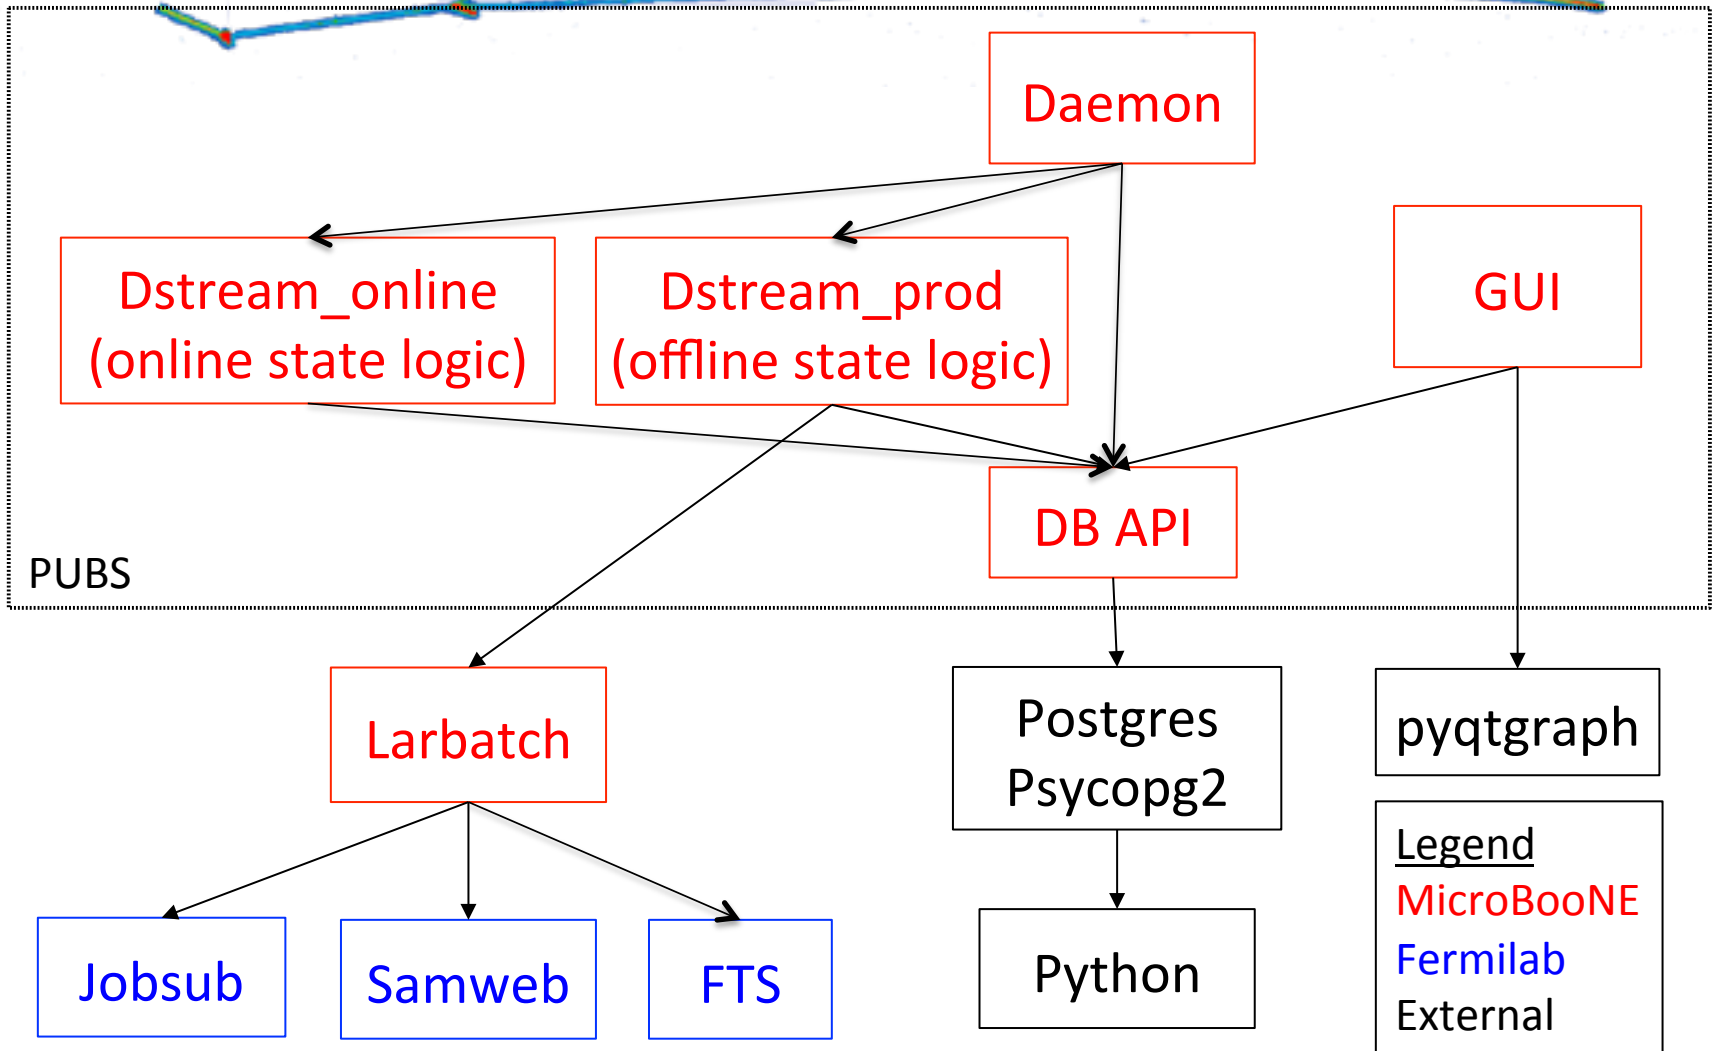 Daemon
Dstream_online
(online state logic)
Dstream_prod
(offline state logic)
GUI
DB API
PUBS
Larbatch
Postgres
Psycopg2
pyqtgraph
Jobsub
Samweb
FTS
Python
Legend
MicroBooNE
Fermilab
External